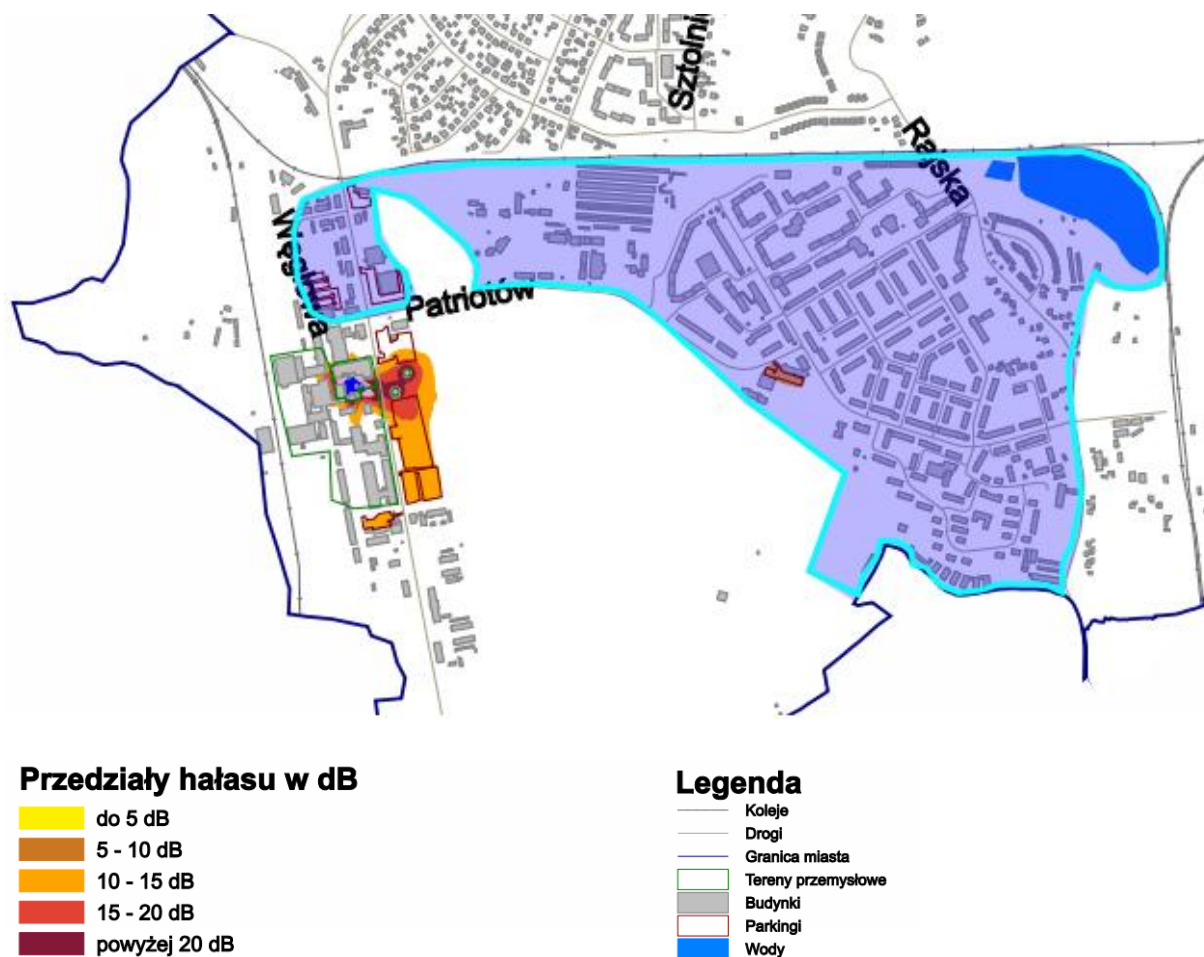 Sztolni
Rajska
Węglowa
Patriotów
Przedziały hałasu w dB
do 5 dB
5 - 10 dB
10 - 15 dB
15 - 20 dB
powyżej 20 dB
Legenda
Koleje
Drogi
Granica miasta
Tereny przemysłowe
Budynki
Parkingi
Wody